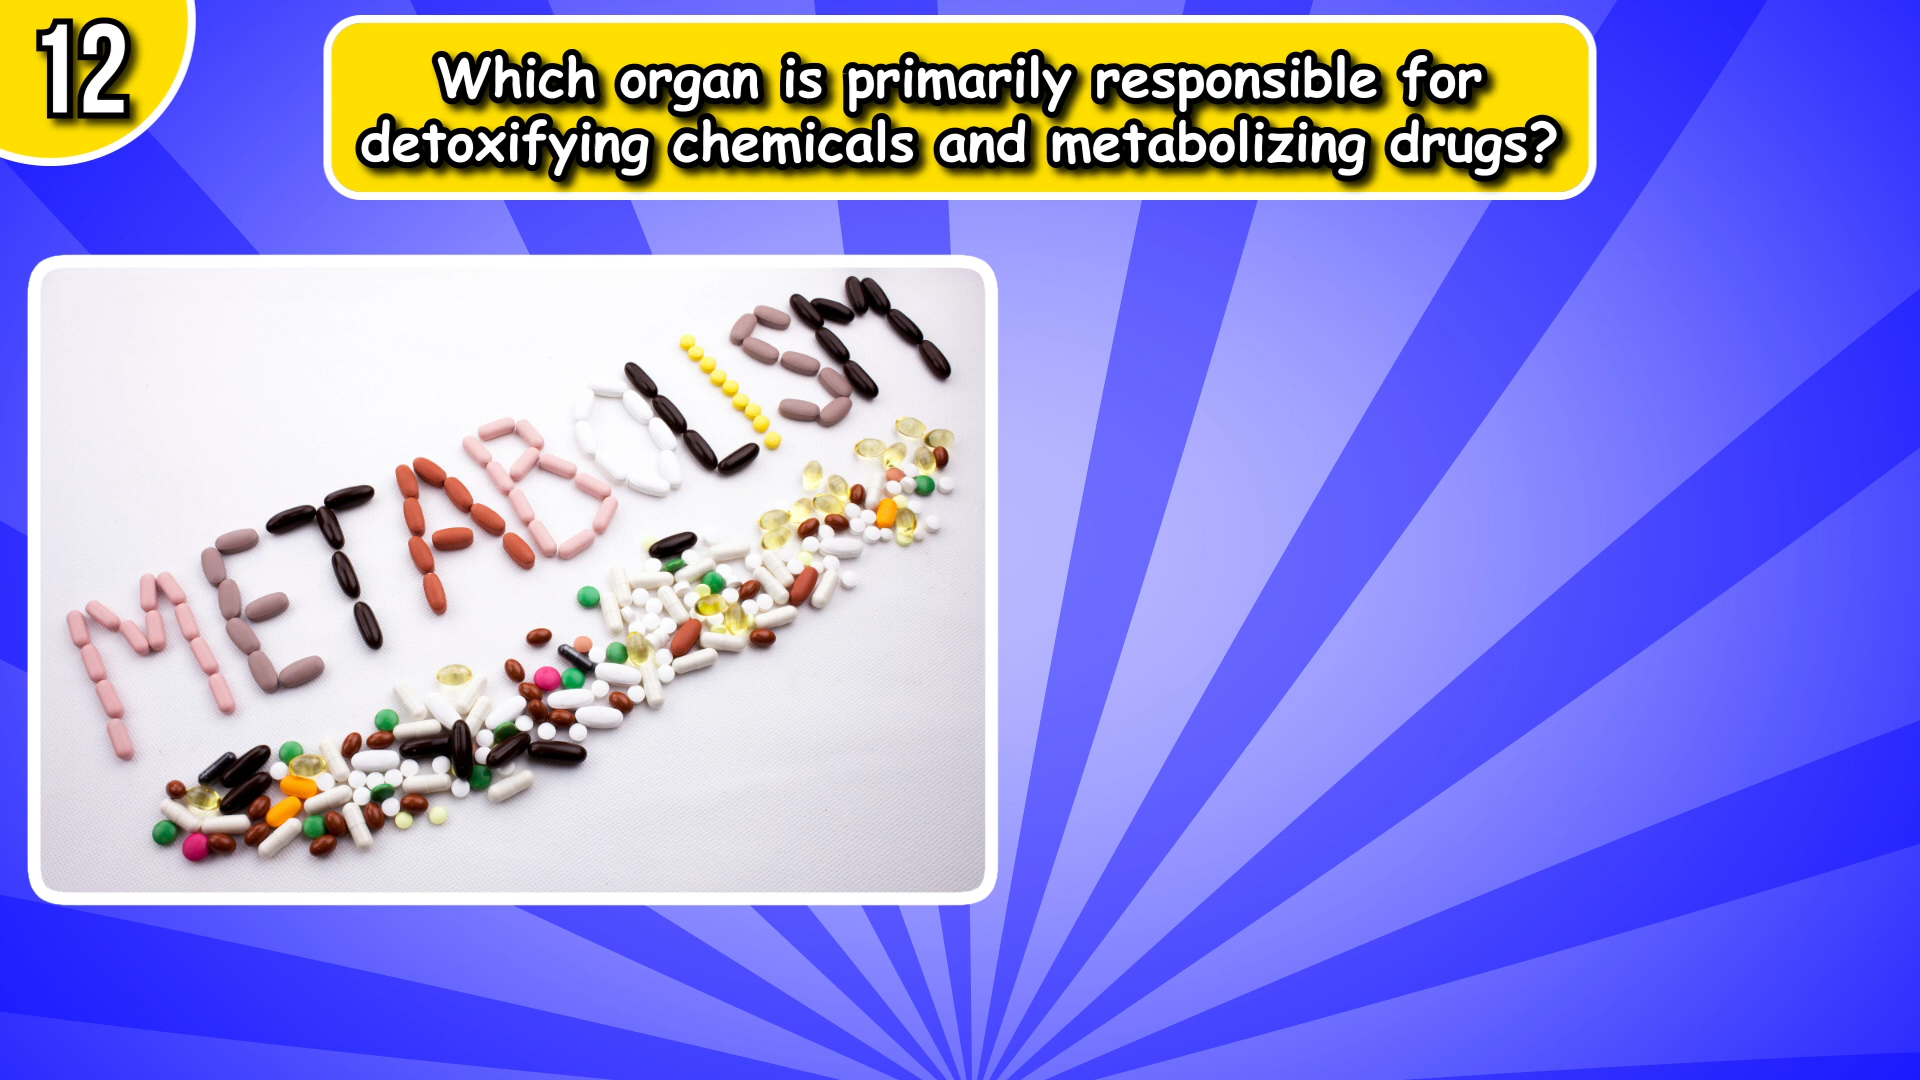 12
Which organ is primarily responsible for
detoxifying chemicals and metabolizing drugs?
METABOLISM